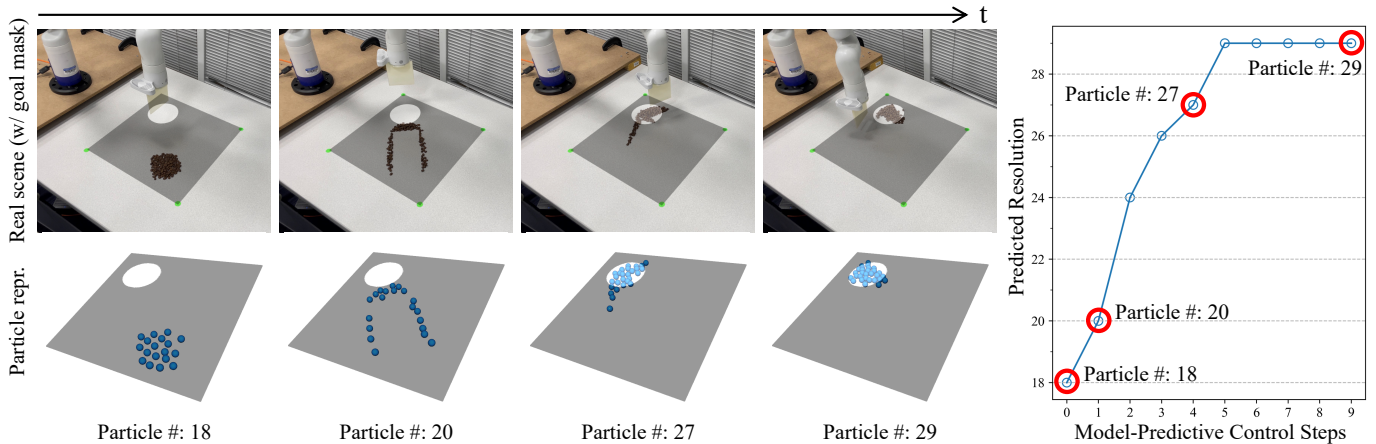 t
Real scene (w/ goal mask)
Particle repr.
Particle #: 18
Particle #: 20
Particle #: 27
Particle #: 29
Predicted Resolution
28
26
24
22
20
18
Particle #: 29
Particle #: 27
Particle #: 20
Particle #: 18
0 1 2 3 4 5 6 7 8 9
Model-Predictive Control Steps